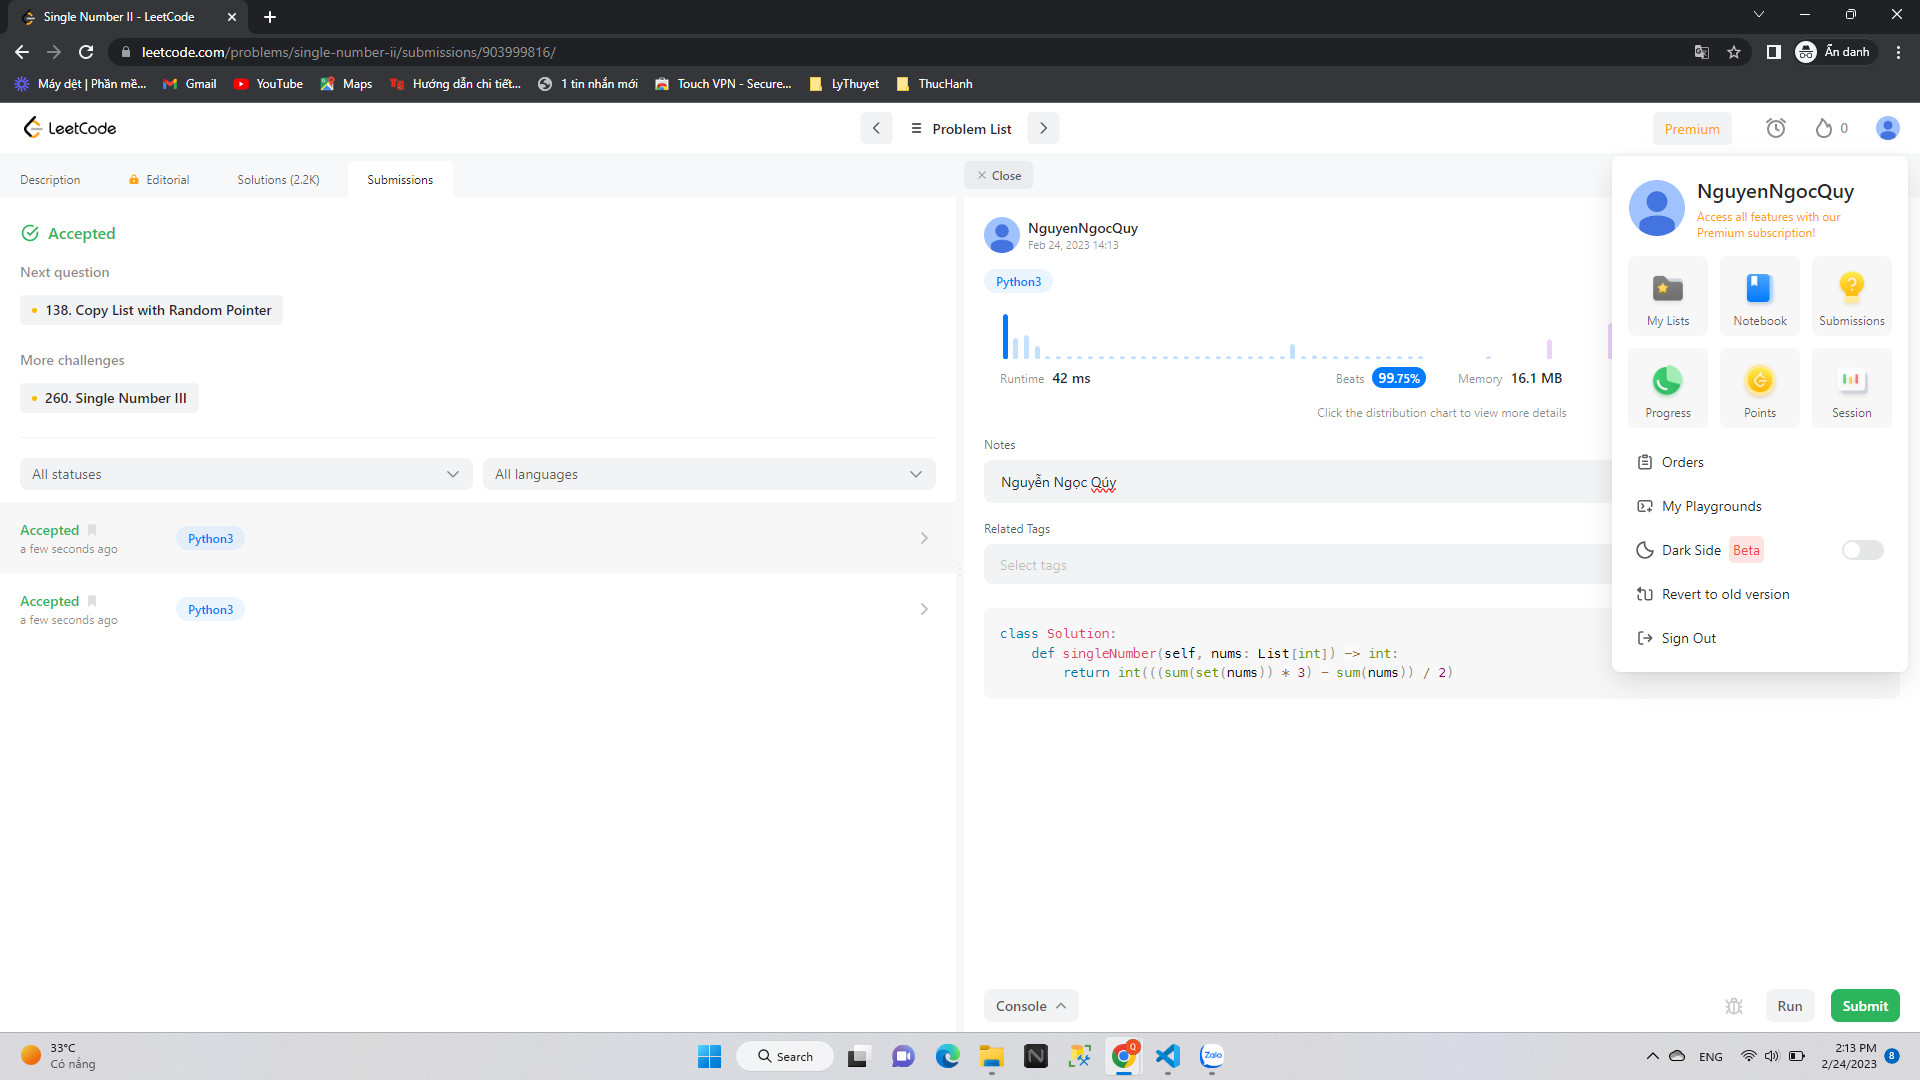 Single Number II - LeetCode
leetcode.com/problems/single-number-ii/submissions/903999816/
Ẩn danh
Máy dệt | Phần mề...
Gmail
YouTube
Maps
Hướng dẫn chi tiết...
1 tin nhắn mới
Touch VPN - Secure...
LyThuyet
ThucHanh
LeetCode
Problem List
Premium
0
Description
Editorial
Solutions (2.2K)
Submissions
Accepted
Next question
138. Copy List with Random Pointer
More challenges
260. Single Number III
All statuses
All languages
Accepted
a few seconds ago
Python3
Accepted
a few seconds ago
Python3
Close
NguyenNgocQuy
Feb 24, 2023 14:13
Python3
Runtime 42 ms
Beats 99.75%
Memory 16.1 MB
Click the distribution chart to view more details
Notes
Nguyễn Ngọc Qúy
Related Tags
Select tags
class Solution:
    def singleNumber(self, nums: List[int]) -> int:
        return int(((sum(set(nums)) * 3) - sum(nums)) / 2)
NguyenNgocQuy
Access all features with our
Premium subscription!
My Lists
Notebook
Submissions
Progress
Points
Session
Orders
My Playgrounds
Dark Side Beta
Revert to old version
Sign Out
Console
Run
Submit
33°C
Có nắng
Search
N
Q
Zalo
ENG
2:13 PM
2/24/2023
8